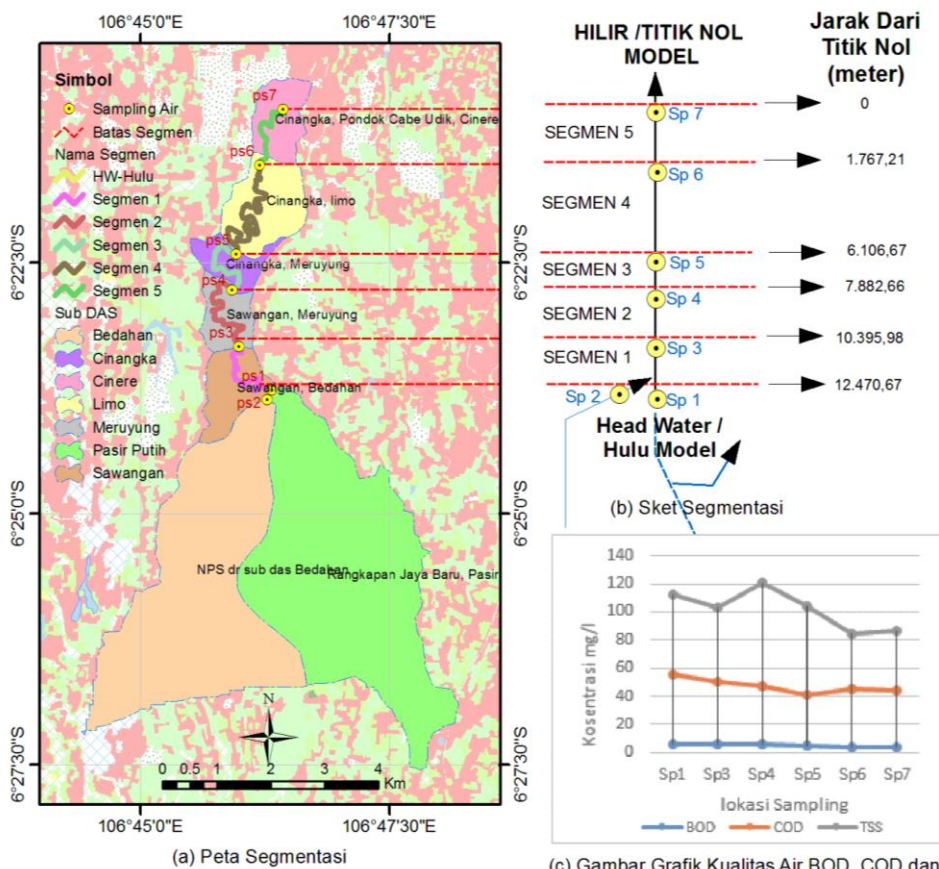 106°45'0"E
106°47'30"E
Simbol
Sampling Air
Batas Segmen
Nama Segmen
HW-Hulu
Segmen 1
Segmen 2
Segmen 3
Segmen 4
Segmen 5
Sub DAS
Bedahan
Cinangka
Cinere
Limo
Meruyung
Pasir Putih
Sawangan
ps7
Cinangka, Pondok Cabe Udik, Cinere
ps6
Cinangka, limo
ps5
Cinangka, Meruyung
ps4
Sawangan, Meruyung
ps3
ps1
Sawangan, Bedahan
ps2
NPS dr sub das Bedahan
Rangkapan Jaya Baru, Pasir
6°22'30"S
6°25'0"S
6°27'30"S
6°22'30"S
6°25'0"S
6°27'30"S
N
0 0.5 1 2 3 4
Km
106°45'0"E
106°47'30"E
(a) Peta Segmentasi
HILIR /TITIK NOL
MODEL
Jarak Dari
Titik Nol
(meter)
Sp 7
0
SEGMEN 5
1.767,21
Sp 6
SEGMEN 4
6.106,67
Sp 5
SEGMEN 3
7.882,66
Sp 4
SEGMEN 2
10.395,98
Sp 3
SEGMEN 1
12.470,67
Sp 2
Sp 1
Head Water /
Hulu Model
(b) Sket Segmentasi
140
120
100
80
60
40
20
0
Kosentrasi mg/l
Sp1 Sp3 Sp4 Sp5 Sp6 Sp7
lokasi Sampling
BOD COD TSS
(c) Gambar Grafik Kualitas Air BOD, COD dan